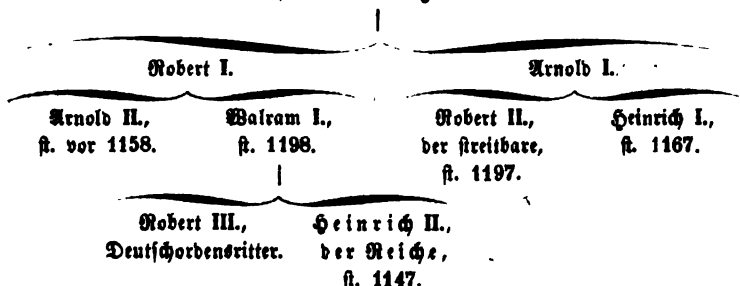 Robert I. Arnold I.
Arnold II., Walram I., Robert II., Heinrich I.,
st. vor 1158. st. 1198. der streitbare, st. 1167.
st. 1197.
Robert III., Heinrich II.,
Deutschordensritter. der Reiche,
st. 1147.